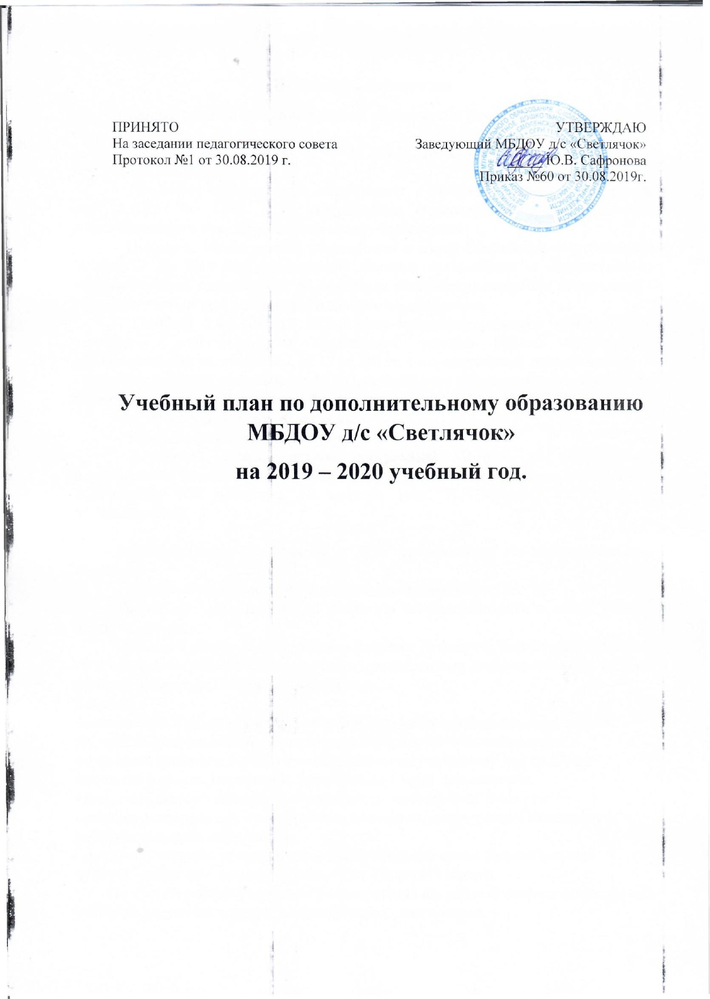 ПРИНЯТО
На заседании педагогического совета
Протокол №1 от 30.08.2019 г.
УТВЕРЖДАЮ
Заведующий МБДОУ д/с «Светлячок»
Ю.В. Сафронова
Приказ №60 от 30.08.2019г.
Учебный план по дополнительному образованию
МБДОУ д/с «Светлячок»
на 2019 – 2020 учебный год.